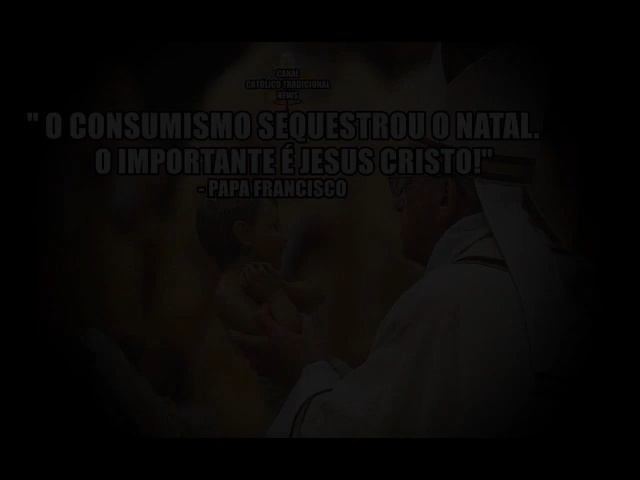 CANAL
CATÓLICO TRADICIONAL
NEWS
" O CONSUMISMO SEQUESTROU O NATAL.
O IMPORTANTE É JESUS CRISTO!"
- PAPA FRANCISCO